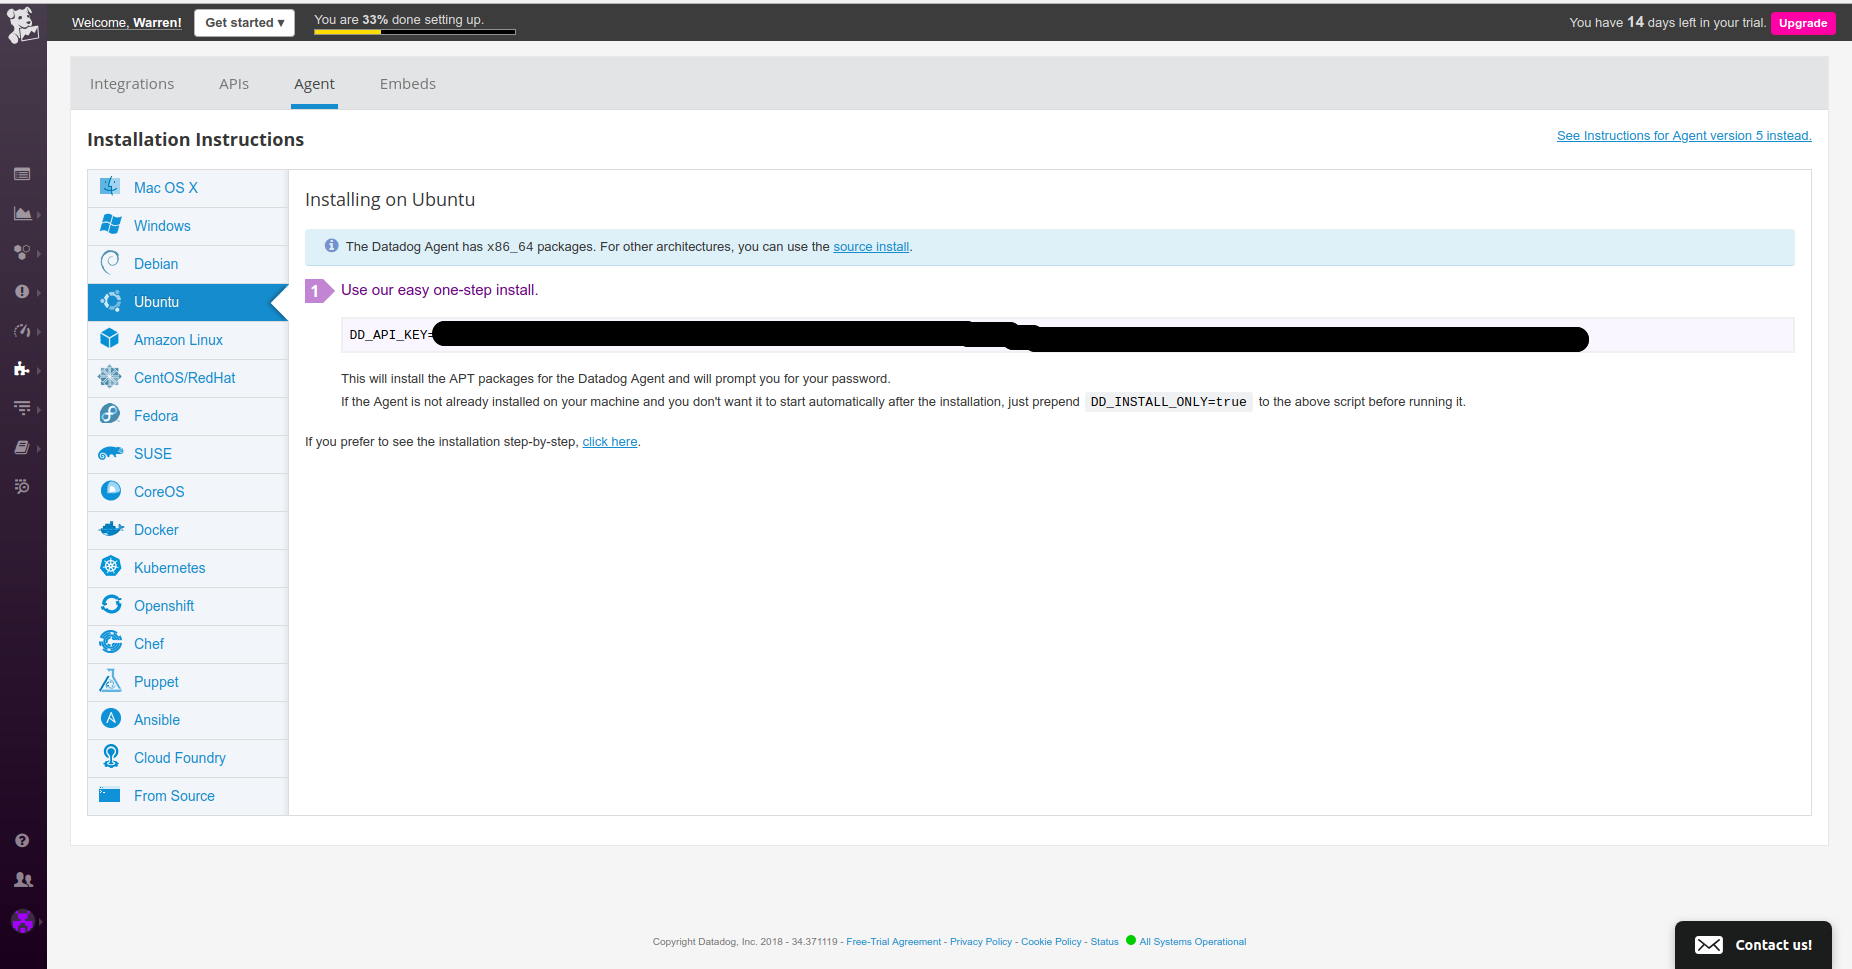 Welcome, Warren!
Get started ▾
You are 33% done setting up.
You have 14 days left in your trial.
Upgrade
Integrations
APIs
Agent
Embeds
Installation Instructions
See Instructions for Agent version 5 instead.
Mac OS X
Windows
Debian
Ubuntu
Amazon Linux
CentOS/RedHat
Fedora
SUSE
CoreOS
Docker
Kubernetes
Openshift
Chef
Puppet
Ansible
Cloud Foundry
From Source
Installing on Ubuntu
The Datadog Agent has x86_64 packages. For other architectures, you can use the source install.
1 Use our easy one-step install.
DD_API_KEY=
This will install the APT packages for the Datadog Agent and will prompt you for your password.
If the Agent is not already installed on your machine and you don't want it to start automatically after the installation, just prepend DD_INSTALL_ONLY=true to the above script before running it.
If you prefer to see the installation step-by-step, click here.
Copyright Datadog, Inc. 2018 - 34.371119 - Free-Trial Agreement - Privacy Policy - Cookie Policy - Status All Systems Operational
Contact us!